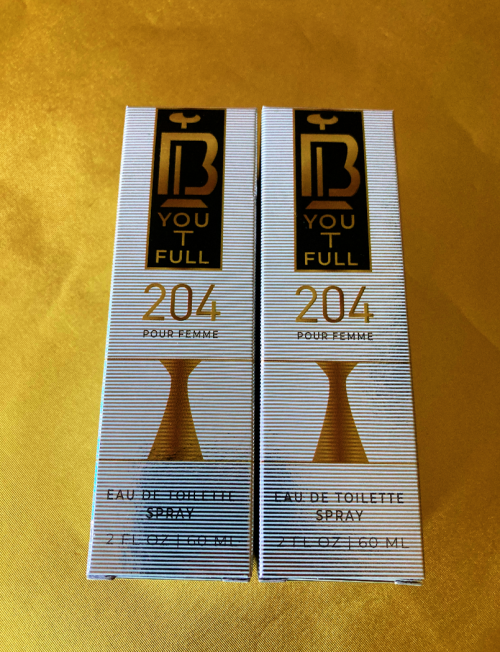 B
YOU
T
FULL
204
POUR FEMME
EAU DE TOILETTE
SPRAY
2 FL OZ | 60 ML
B
YOU
T
FULL
204
POUR FEMME
EAU DE TOILETTE
SPRAY
2 FL OZ | 60 ML